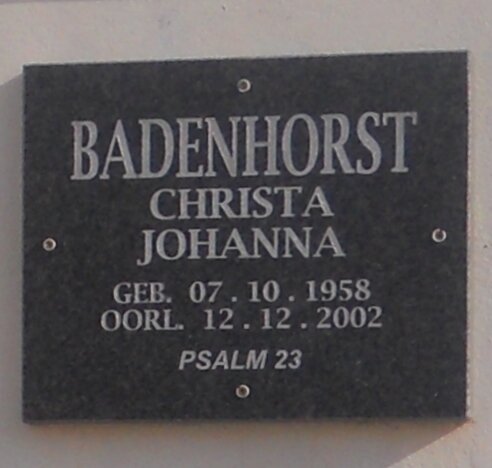 BADENHORST
CHRISTA
JOHANNA
GEB. 07 . 10 . 1958
OORL. 12 . 12 . 2002
PSALM 23